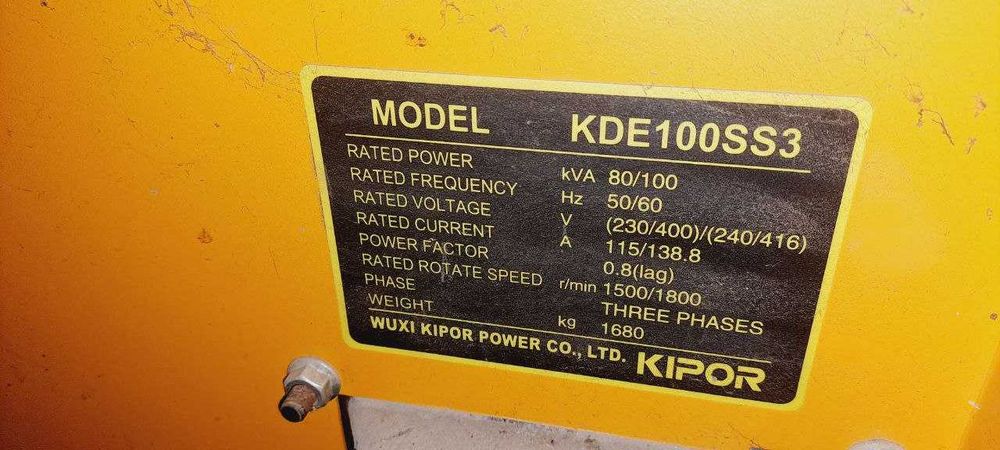 MODEL KDE100SS3
RATED POWER kVA 80/100
RATED FREQUENCY Hz 50/60
RATED VOLTAGE V (230/400)/(240/416)
RATED CURRENT A 115/138.8
POWER FACTOR 0.8(lag)
RATED ROTATE SPEED r/min 1500/1800
PHASE THREE PHASES
WEIGHT kg 1680
WUXI KIPOR POWER CO., LTD. KIPOR